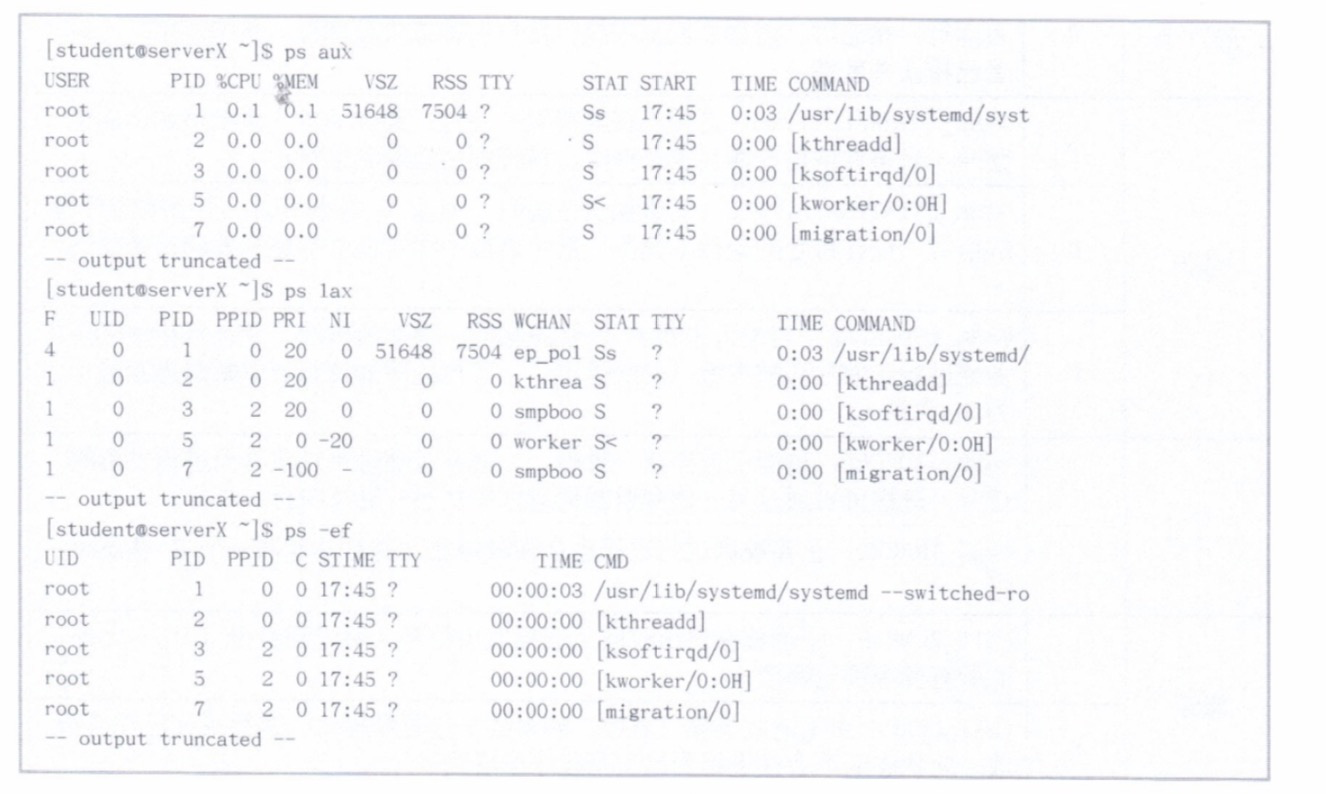 [student@serverX ~]$ ps aux
USER PID %CPU %MEM VSZ RSS TTY STAT START TIME COMMAND
root 1 0.1 0.1 51648 7504 ? Ss 17:45 0:03 /usr/lib/systemd/syst
root 2 0.0 0.0 0 0 ? S 17:45 0:00 [kthreadd]
root 3 0.0 0.0 0 0 ? S 17:45 0:00 [ksoftirqd/0]
root 5 0.0 0.0 0 0 ? S< 17:45 0:00 [kworker/0:0H]
root 7 0.0 0.0 0 0 ? S 17:45 0:00 [migration/0]
-- output truncated --
[student@serverX ~]$ ps lax
F UID PID PPID PRI NI VSZ RSS WCHAN STAT TTY TIME COMMAND
4 0 1 0 20 0 51648 7504 ep_pol Ss ? 0:03 /usr/lib/systemd/
1 0 2 0 20 0 0 0 kthrea S ? 0:00 [kthreadd]
1 0 3 2 20 0 0 0 smpboo S ? 0:00 [ksoftirqd/0]
1 0 5 2 0 -20 0 0 worker S< ? 0:00 [kworker/0:0H]
1 0 7 2 -100 - 0 0 smpboo S ? 0:00 [migration/0]
-- output truncated --
[student@serverX ~]$ ps -ef
UID PID PPID C STIME TTY TIME CMD
root 1 0 0 17:45 ? 00:00:03 /usr/lib/systemd/systemd --switched-ro
root 2 0 0 17:45 ? 00:00:00 [kthreadd]
root 3 2 0 17:45 ? 00:00:00 [ksoftirqd/0]
root 5 2 0 17:45 ? 00:00:00 [kworker/0:0H]
root 7 2 0 17:45 ? 00:00:00 [migration/0]
-- output truncated --